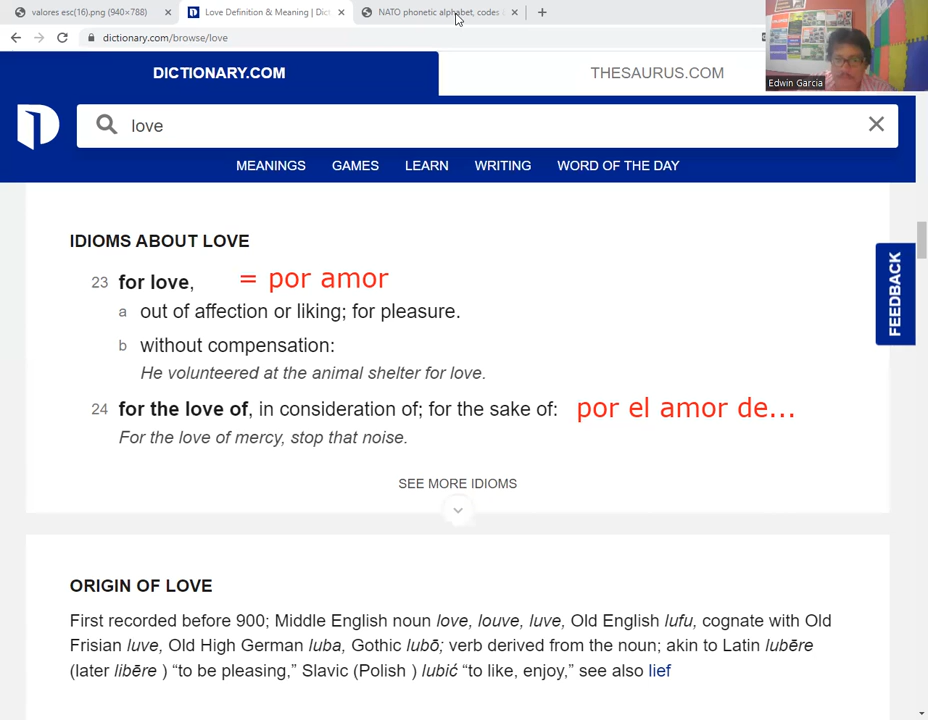 valores esc(16).png (940×788)
Love Definition & Meaning | Dict
NATO phonetic alphabet, codes
dictionary.com/browse/love
Edwin García
DICTIONARY.COM
THESAURUS.COM
love
MEANINGS GAMES LEARN WRITING WORD OF THE DAY
IDIOMS ABOUT LOVE
23 for love, = por amor
a out of affection or liking; for pleasure.
b without compensation:
He volunteered at the animal shelter for love.
24 for the love of, in consideration of; for the sake of: por el amor de...
For the love of mercy, stop that noise.
SEE MORE IDIOMS
FEEDBACK
ORIGIN OF LOVE
First recorded before 900; Middle English noun love, louve, luve, Old English lufu, cognate with Old
Frisian luve, Old High German luba, Gothic lubō; verb derived from the noun; akin to Latin lubēre
(later libēre ) “to be pleasing,” Slavic (Polish ) lubić “to like, enjoy,” see also lief